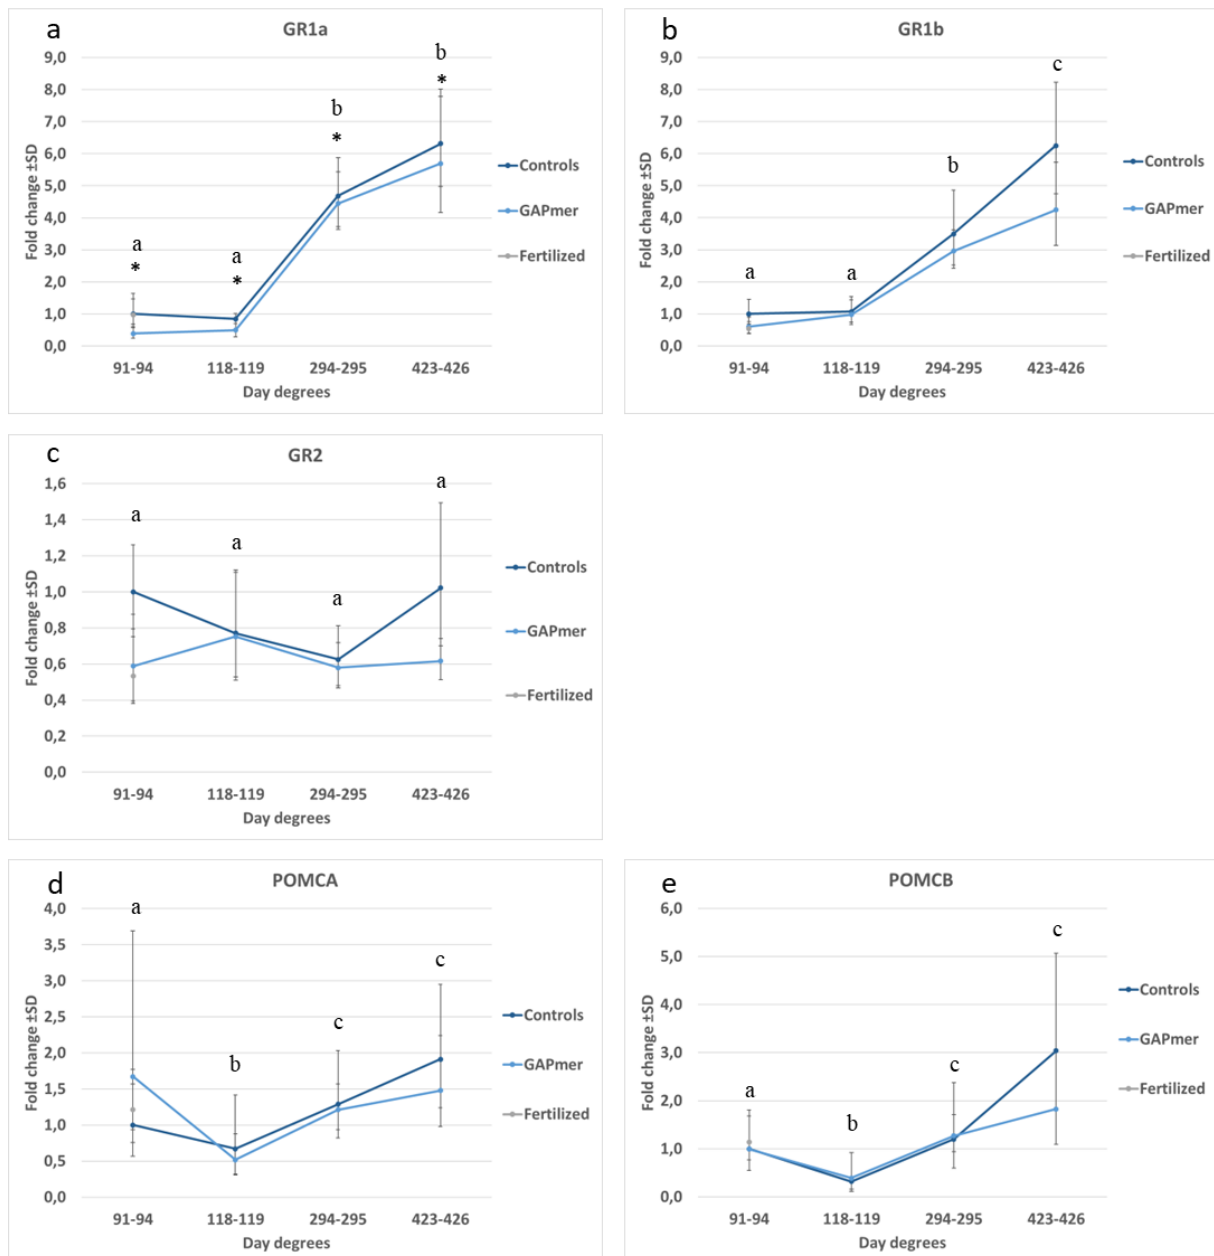 a
GR1a
9,0
8,0
7,0
6,0
5,0
4,0
3,0
2,0
1,0
0,0
Fold change ±SD
a
*
a
*
b
*
b
*
91-94 118-119 294-295 423-426
Day degrees
Controls
GAPmer
Fertilized
b
GR1b
9,0
8,0
7,0
6,0
5,0
4,0
3,0
2,0
1,0
0,0
Fold change ±SD
a
a
b
c
91-94 118-119 294-295 423-426
Day degrees
Controls
GAPmer
Fertilized
c
GR2
1,6
1,4
1,2
1,0
0,8
0,6
0,4
0,2
0,0
Fold change ±SD
a
a
a
a
91-94 118-119 294-295 423-426
Day degrees
Controls
GAPmer
Fertilized
d
POMCA
4,0
3,5
3,0
2,5
2,0
1,5
1,0
0,5
0,0
Fold change ±SD
a
b
c
c
91-94 118-119 294-295 423-426
Day degrees
Controls
GAPmer
Fertilized
e
POMCB
6,0
5,0
4,0
3,0
2,0
1,0
0,0
Fold change ±SD
a
b
c
c
91-94 118-119 294-295 423-426
Day degrees
Controls
GAPmer
Fertilized